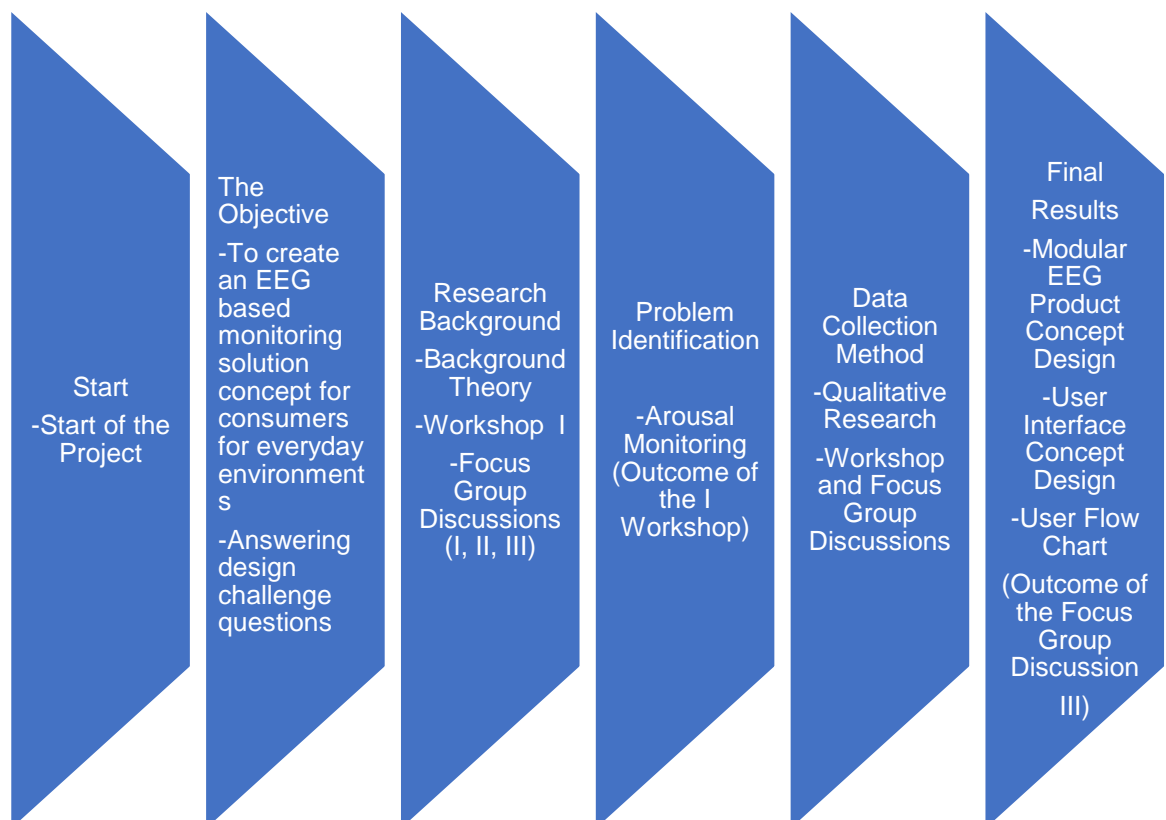 Start
-Start of the
Project
The
Objective
-To create
an EEG
based
monitoring
solution
concept for
consumers
for everyday
environment
s
-Answering
design
challenge
questions
Research
Background
-Background
Theory
-Workshop  I
-Focus
Group
Discussions
(I, II, III)
Problem
Identification
-Arousal
Monitoring
(Outcome of
the I
Workshop)
Data
Collection
Method
-Qualitative
Research
-Workshop
and Focus
Group
Discussions
Final
Results
-Modular
EEG
Product
Concept
Design
-User
Interface
Concept
Design
-User Flow
Chart
(Outcome of
the Focus
Group
Discussion
III)